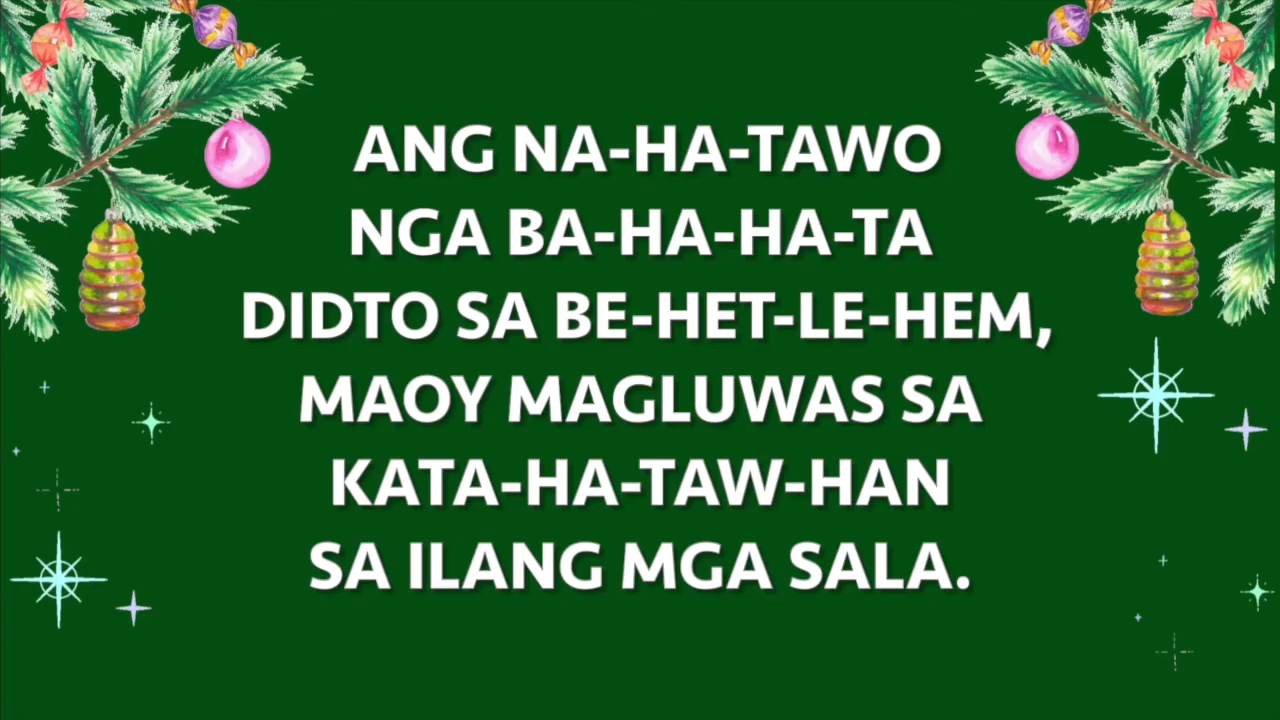 ANG NA-HA-TAWO
NGA BA-HA-HA-TA
DIDTO SA BE-HET-LE-HEM,
MAOY MAGLUWAS SA
KATA-HA-TAW-HAN
SA ILANG MGA SALA.